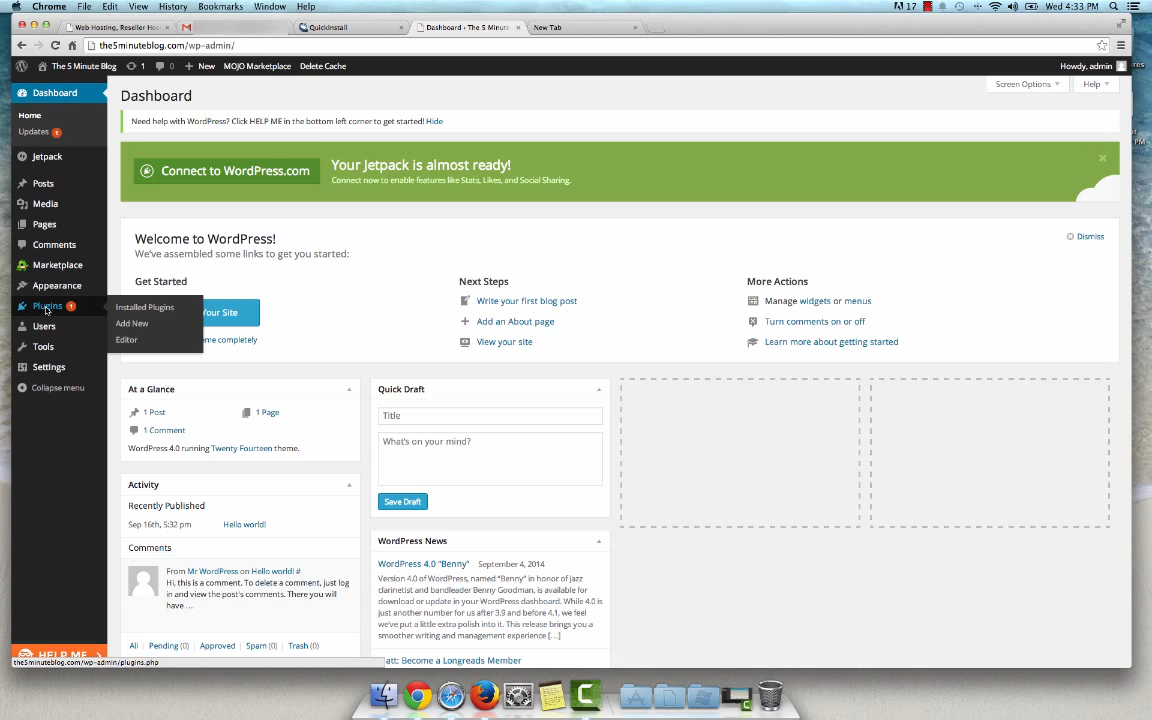 Chrome File Edit View History Bookmarks Window Help
17 Wed 4:33 PM
Web Hosting, Reseller Hos
QuickInstall
Dashboard ‹ The 5 Minute
New Tab
the5minuteblog.com/wp-admin/
The 5 Minute Blog 1 0 + New MOJO Marketplace Delete Cache
Howdy, admin
Dashboard
Home
Updates 1
Jetpack
Posts
Media
Pages
Comments
Marketplace
Appearance
Plugins 1
Users
Tools
Settings
Collapse menu
HELP ME
Installed Plugins
Add New
Editor
Dashboard
Screen Options
Help
Need help with WordPress? Click HELP ME in the bottom left corner to get started! Hide
Connect to WordPress.com
Your Jetpack is almost ready!
Connect now to enable features like Stats, Likes, and Social Sharing.
Welcome to WordPress!
We've assembled some links to get you started:
Dismiss
Get Started
Your Site
me completely
Next Steps
Write your first blog post
Add an About page
View your site
More Actions
Manage widgets or menus
Turn comments on or off
Learn more about getting started
At a Glance
1 Post
1 Page
1 Comment
WordPress 4.0 running Twenty Fourteen theme.
Activity
Recently Published
Sep 16th, 5:32 pm Hello world!
Comments
From Mr WordPress on Hello world! #
Hi, this is a comment. To delete a comment, just log
in and view the post's comments. There you will
have ...
All | Pending (0) | Approved | Spam (0) | Trash (0)
Quick Draft
Title
What's on your mind?
Save Draft
WordPress News
WordPress 4.0 "Benny" September 4, 2014
Version 4.0 of WordPress, named "Benny" in honor of jazz
clarinetist and bandleader Benny Goodman, is available for
download or update in your WordPress dashboard. While 4.0 is
just another number for us after 3.9 and before 4.1, we feel
we've put a little extra polish into it. This release brings you a
smoother writing and management experience [...]
Matt: Become a Longreads Member
the5minuteblog.com/wp-admin/plugins.php
res
PM